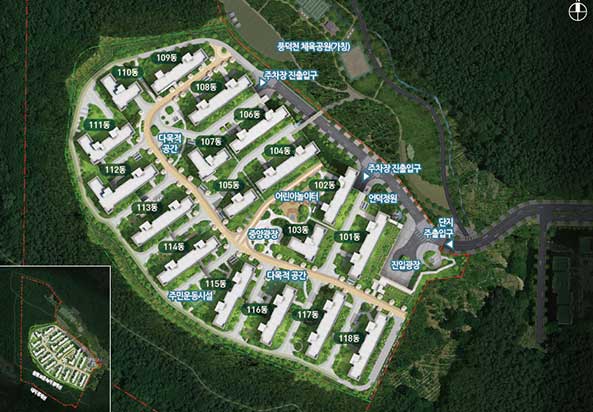 풍덕천 체육공원(가칭)
109동
110동
주차장 진출입구
108동
106동
111동
다목적
공간
107동
104동
112동
주차장 진출입구
105동
102동
113동
어린이놀이터
언덕정원
단지
주출입구
중앙광장
103동
101동
114동
진입광장
115동
다목적 공간
주민운동시설
116동
117동
118동